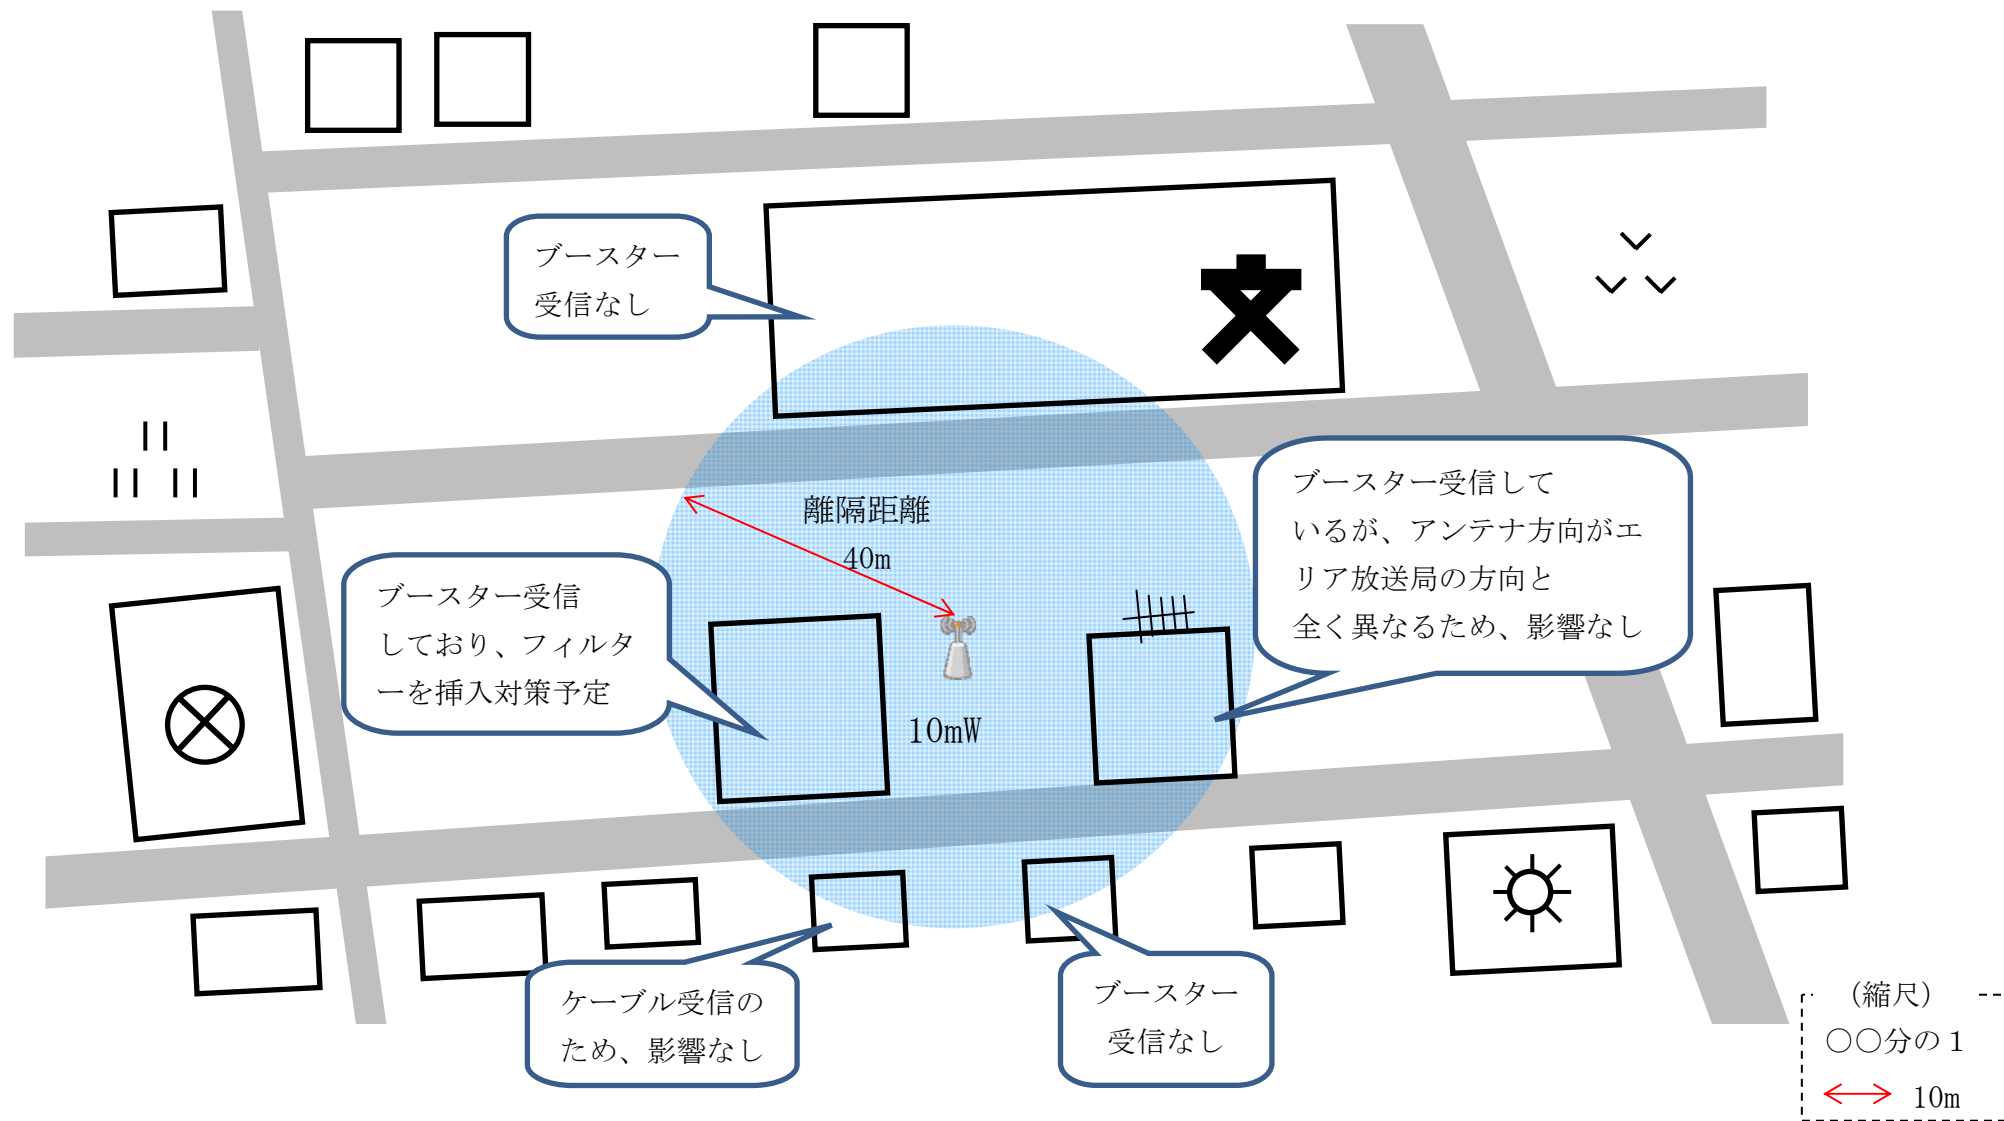 ブースター
受信なし
離隔距離
40m
ブースター受信して
いるが、アンテナ方向がエ
リア放送局の方向と
全く異なるため、影響なし
ブースター受信
しており、フィルタ
ーを挿入対策予定
10mW
ケーブル受信の
ため、影響なし
ブースター
受信なし
（縮尺）
○○分の１
10m